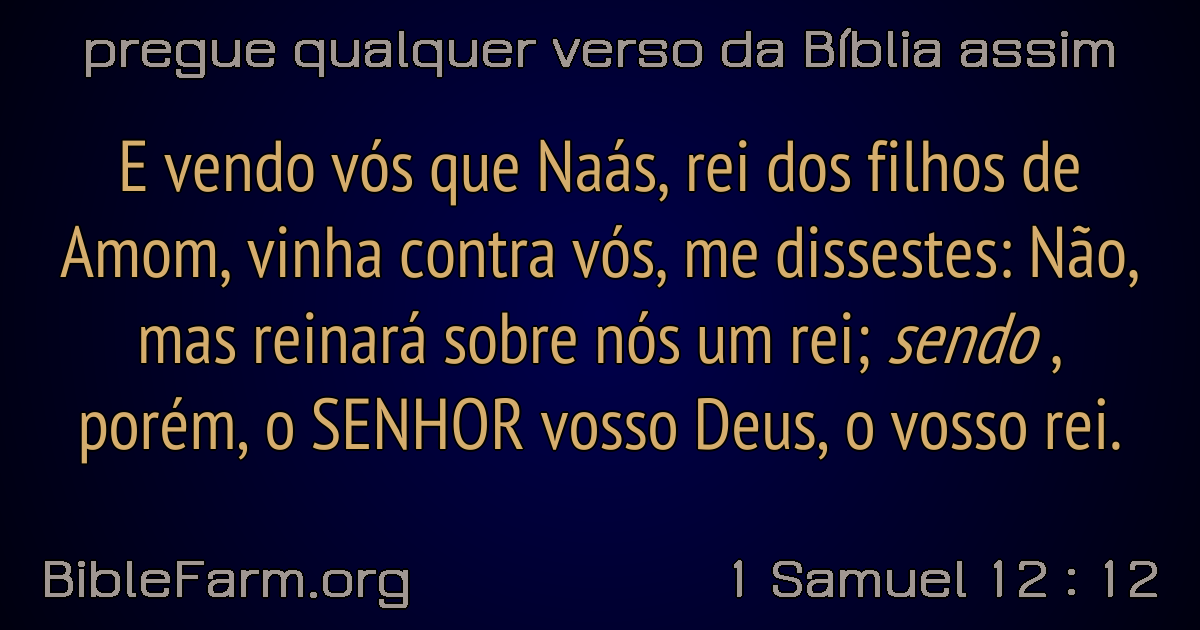 pregue qualquer verso da Bíblia assim
E vendo vós que Naás, rei dos filhos de
Amom, vinha contra vós, me dissestes: Não,
mas reinará sobre nós um rei; sendo ,
porém, o SENHOR vosso Deus, o vosso rei.
BibleFarm.org
1 Samuel 12 : 12